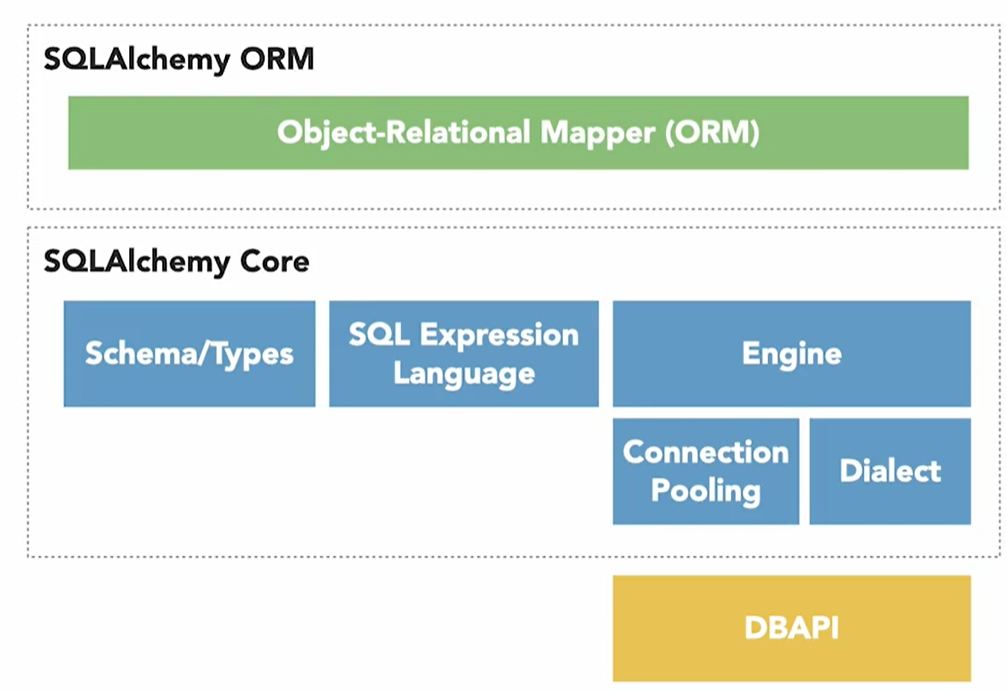 SQLAlchemy ORM
Object-Relational Mapper (ORM)
SQLAlchemy Core
Schema/Types
SQL Expression
Language
Engine
Connection
Pooling
Dialect
DBAPI